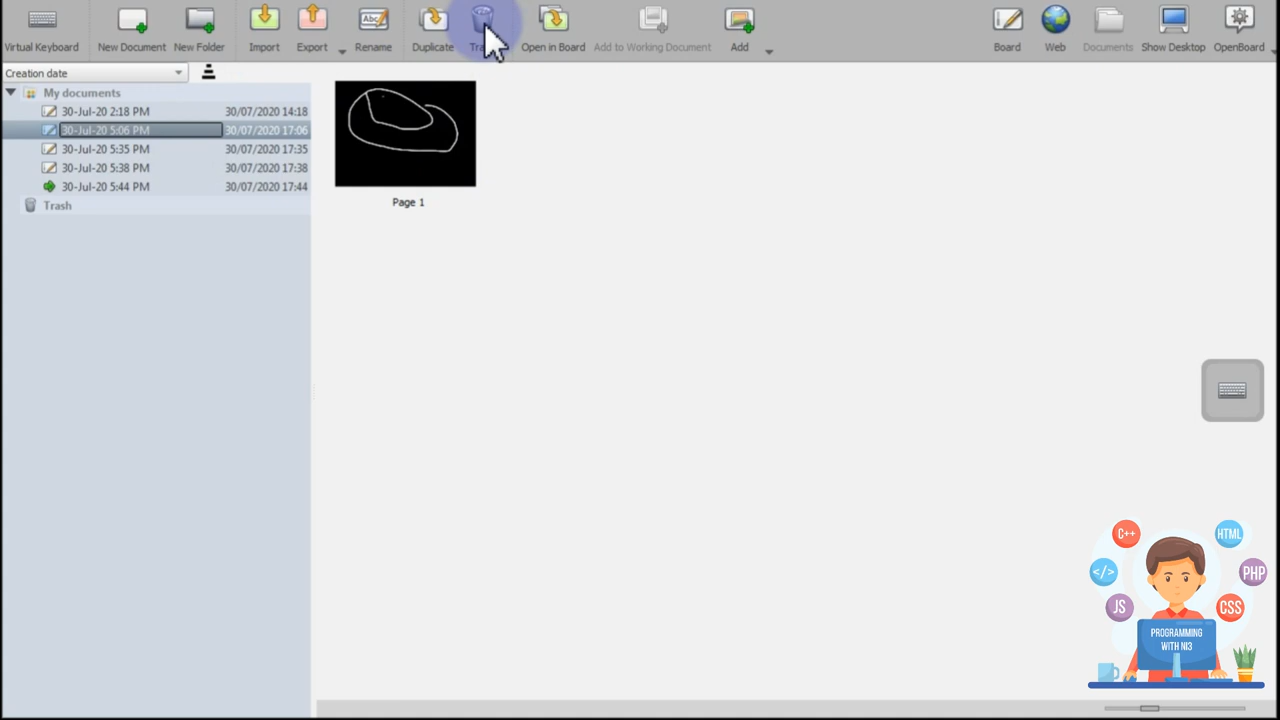 Virtual Keyboard New Document New Folder Import Export Rename Duplicate Open in Board Add to Working Document Add Board Web Documents Show Desktop OpenBoard
Creation date
My documents
30-Jul-20 2:18 PM 30/07/2020 14:18
30-Jul-20 5:06 PM 30/07/2020 17:06
30-Jul-20 5:35 PM 30/07/2020 17:35
30-Jul-20 5:38 PM 30/07/2020 17:38
30-Jul-20 5:44 PM 30/07/2020 17:44
Trash
Page 1
C++ HTML
</> PHP
JS CSS
PROGRAMMING
WITH NI3